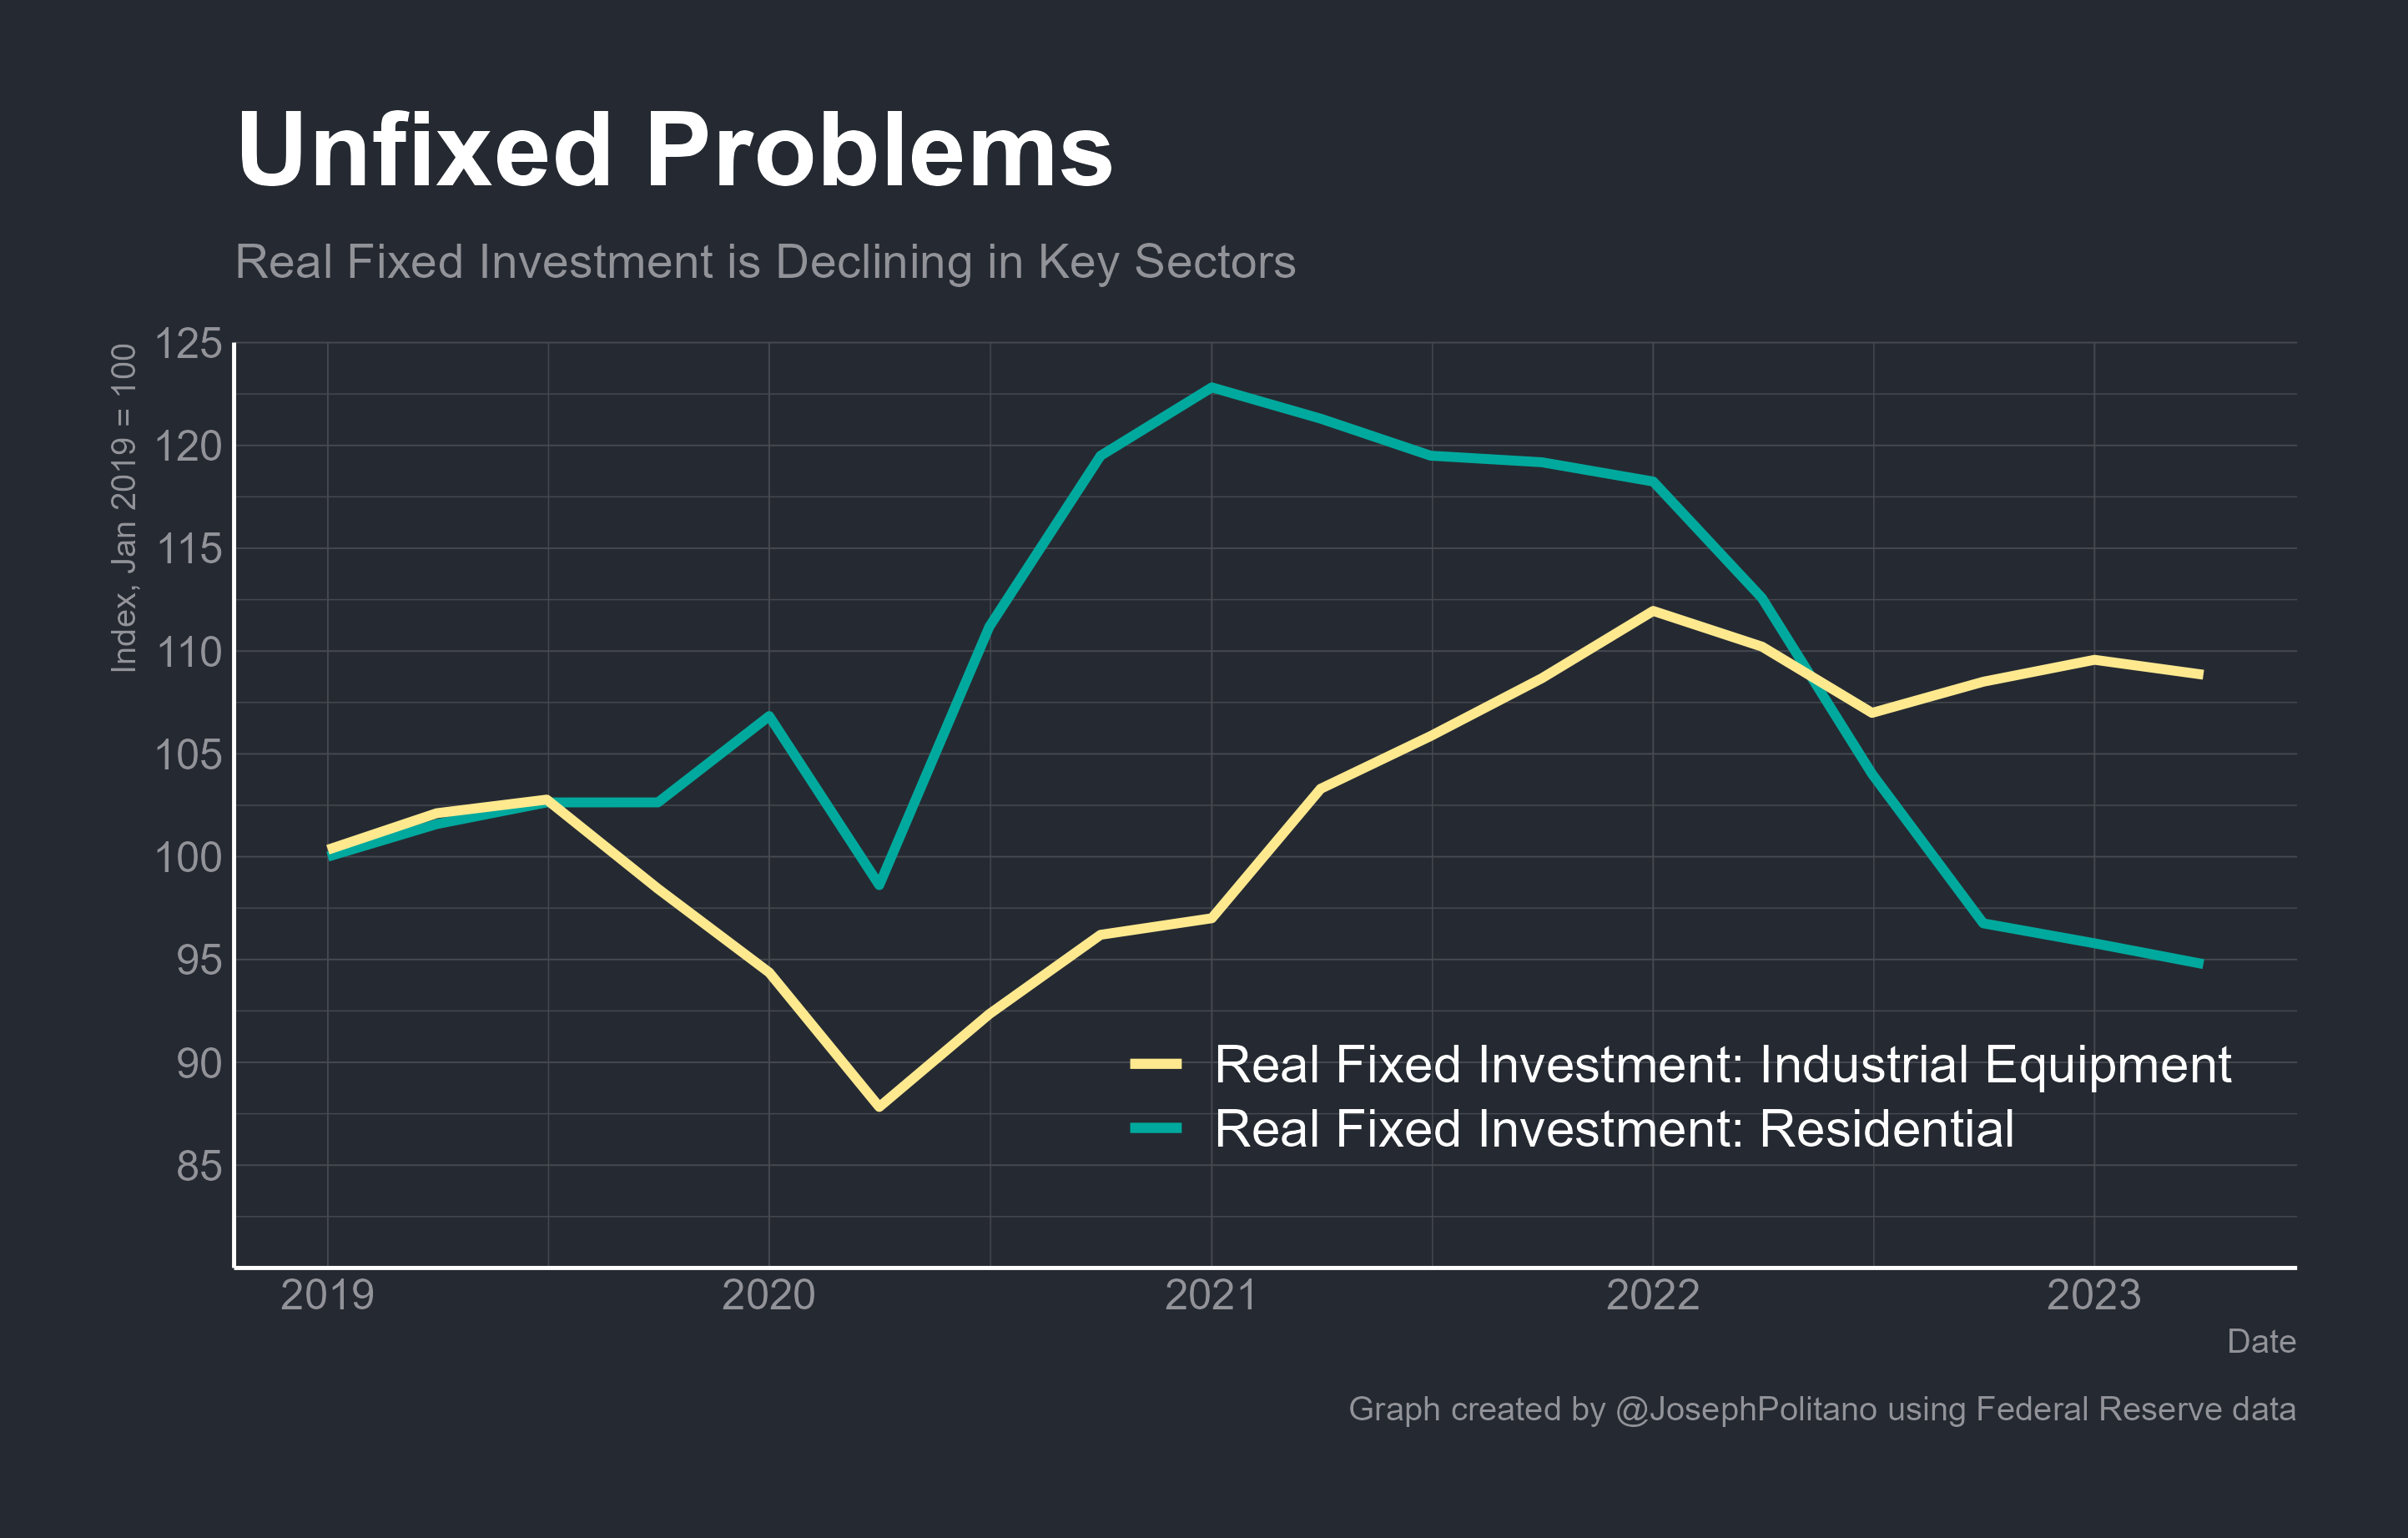 Unfixed Problems
Real Fixed Investment is Declining in Key Sectors
Index, Jan 2019 = 100
125
120
115
110
105
100
95
90
85
Real Fixed Investment: Industrial Equipment
Real Fixed Investment: Residential
2019 2020 2021 2022 2023
Date
Graph created by @JosephPolitano using Federal Reserve data